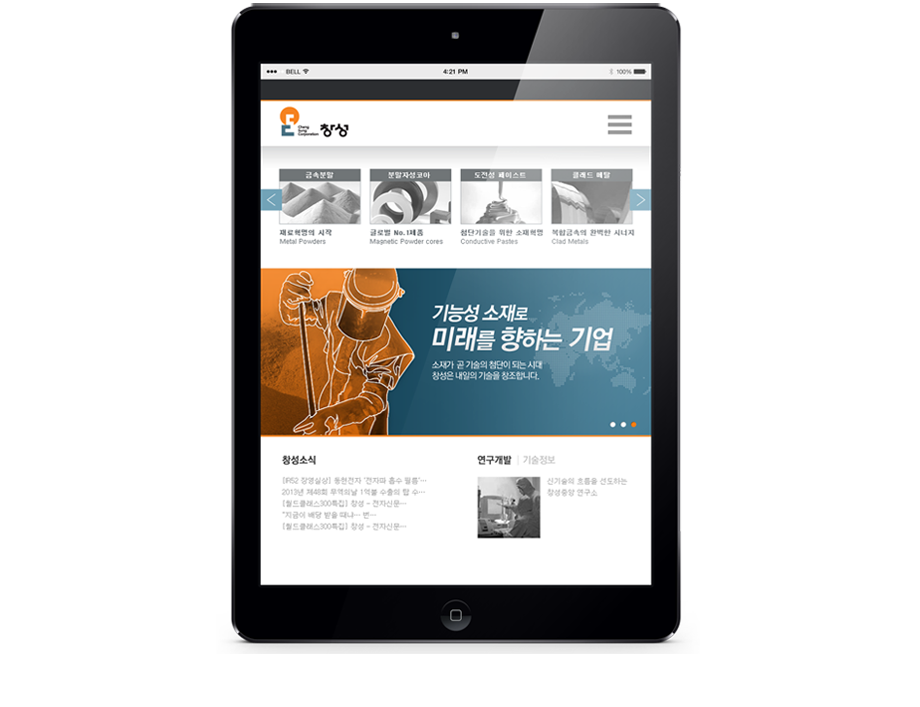 BELL
4:21 PM
100%
Chang
Sung
Corporation
창성
금속분말
분말자성코아
도전성 페이스트
클래드 메탈
재료혁명의 시작
Metal Powders
글로벌 No.1제품
Magnetic Powder cores
첨단기술을 위한 소재혁명
Conductive Pastes
복합금속의 완벽한 시너지
Clad Metals
기능성 소재로
미래를 향하는 기업
소재가 곧 기술의 첨단이 되는 시대
창성은 내일의 기술을 창조합니다.
창성소식
[IR52 장영실상] 동현전자 '전자파 흡수 필름'…
2013년 제48회 무역의날 1억불 수출의 탑 수…
[월드클래스300특집] 창성 - 전자신문…
"지금이 배당 받을 때냐… 변…
[월드클래스300특집] 창성 - 전자신문…
연구개발 | 기술정보
신기술의 흐름을 선도하는
창성중앙 연구소